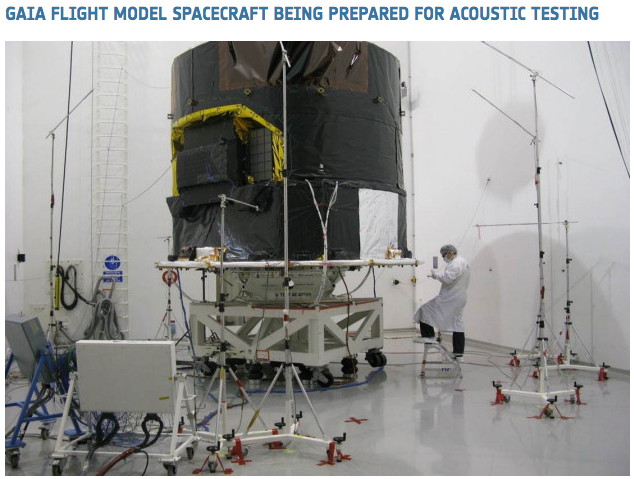 GAIA FLIGHT MODEL SPACECRAFT BEING PREPARED FOR ACOUSTIC TESTING